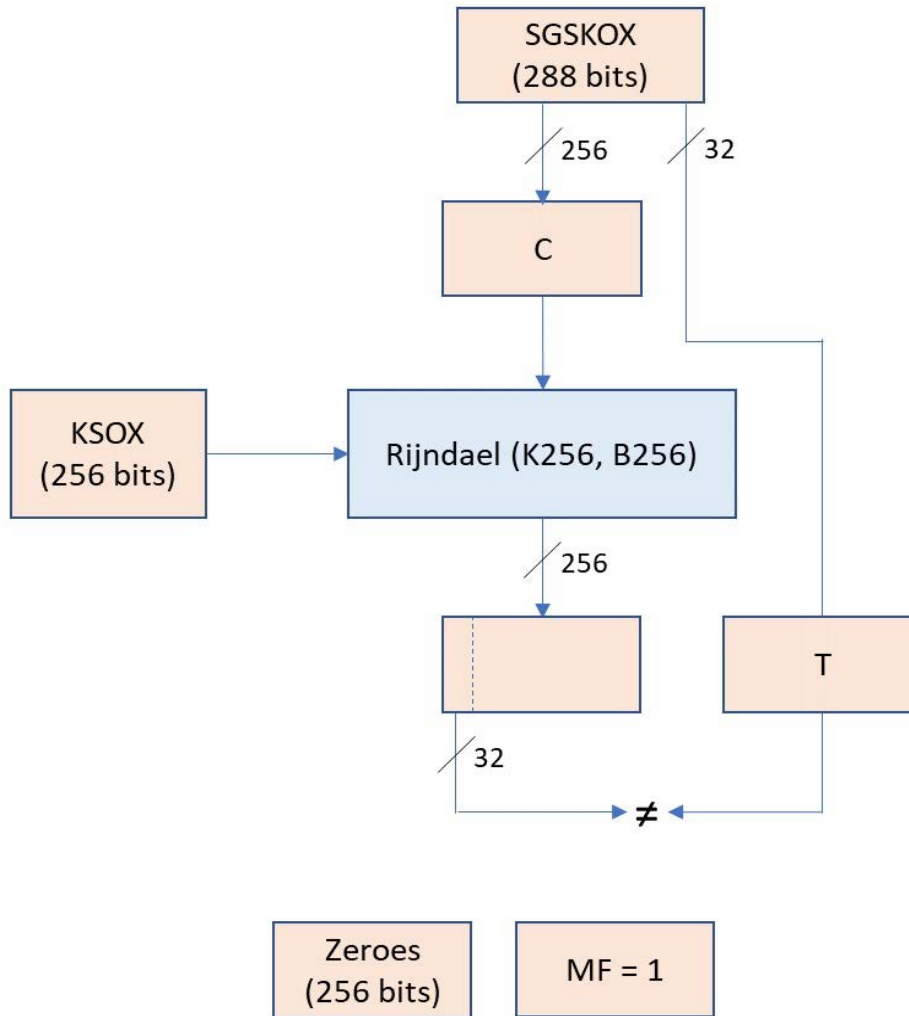 SGSKOX
(288 bits)
256
32
C
KSOX
(256 bits)
Rijndael (K256, B256)
256
T
32
≠
Zeroes
(256 bits)
MF = 1